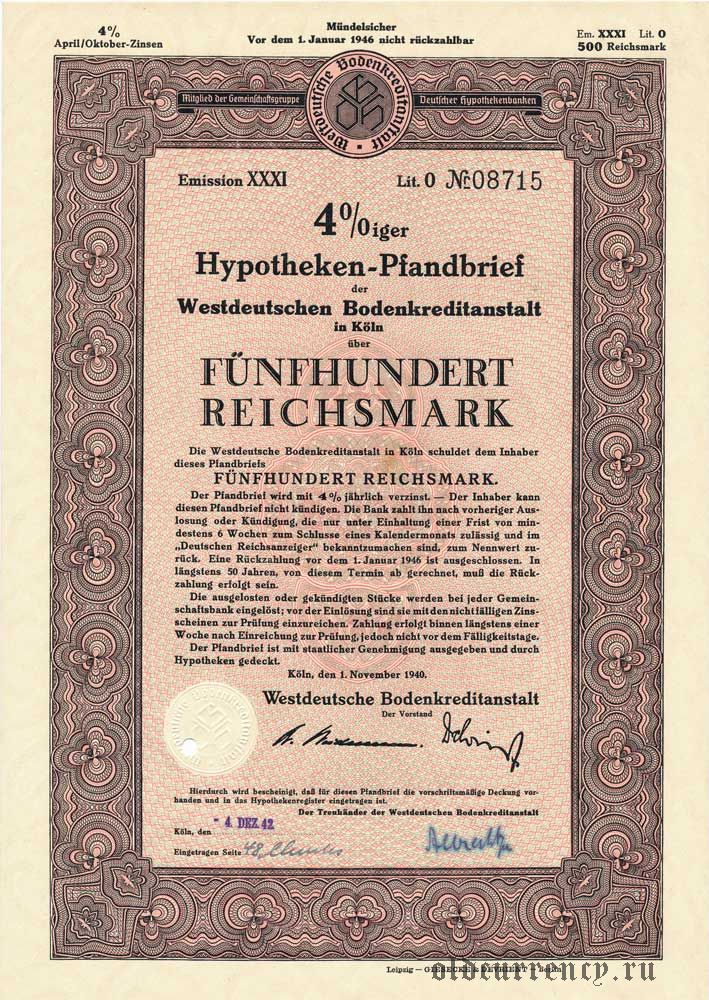 4%
April/Oktober-Zinsen
Mündelsicher
Vor dem 1. Januar 1946 nicht rückzahlbar
Em. XXXI Lit. O
500 Reichsmark
Westdeutsche Bodenkreditanstalt
Mitglied der Gemeinschaftsgruppe
Deutscher Hypothekenbanken
Emission XXXI
Lit. O № 08715
4%iger
Hypotheken-Pfandbrief
der
Westdeutschen Bodenkreditanstalt
in Köln
über
FÜNFHUNDERT
REICHSMARK
Die Westdeutsche Bodenkreditanstalt in Köln schuldet dem Inhaber
dieses Pfandbriefs
FÜNFHUNDERT REICHSMARK.
Der Pfandbrief wird mit 4% jährlich verzinst. — Der Inhaber kann
diesen Pfandbrief nicht kündigen. Die Bank zahlt ihn nach vorheriger Aus-
losung oder Kündigung, die nur unter Einhaltung einer Frist von min-
destens 6 Wochen zum Schlusse eines Kalendermonats zulässig und im
„Deutschen Reichsanzeiger" bekanntzumachen sind, zum Nennwert zu-
rück. Eine Rückzahlung vor dem 1. Januar 1946 ist ausgeschlossen. In
längstens 50 Jahren, von diesem Termin ab gerechnet, muß die Rück-
zahlung erfolgt sein.
Die ausgelosten oder gekündigten Stücke werden bei jeder Gemein-
schaftsbank eingelöst; vor der Einlösung sind sie mit den nicht fälligen Zins-
scheinen zur Prüfung einzureichen. Zahlung erfolgt binnen längstens einer
Woche nach Einreichung zur Prüfung, jedoch nicht vor dem Fälligkeitstage.
Der Pfandbrief ist mit staatlicher Genehmigung ausgegeben und durch
Hypotheken gedeckt.
Köln, den 1. November 1940.
Westdeutsche Bodenkreditanstalt
Der Vorstand
Hierdurch wird bescheinigt, daß für diesen Pfandbrief die vorschriftsmäßige Deckung vor-
handen und in das Hypothekenregister eingetragen ist.
Der Treuhänder der Westdeutschen Bodenkreditanstalt
Köln, den - 4. DEZ. 42
Eingetragen Seite 48
Leipzig — GIESECKE & DEVRIENT — Berlin
oldcurrency.ru